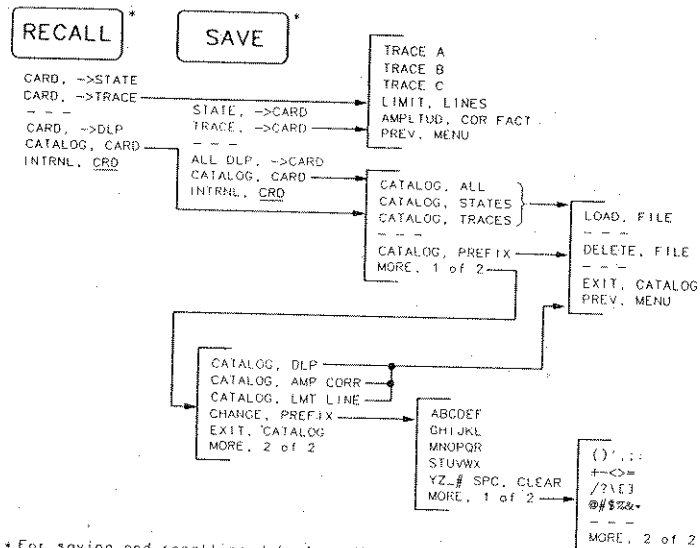 RECALL *
SAVE *
CARD, ->STATE
CARD, ->TRACE
- - -
CARD, ->DLP
CATALOG, CARD
INTRNL, CRD
STATE, ->CARD
TRACE, ->CARD
- - -
ALL DLP, ->CARD
CATALOG, CARD
INTRNL, CRD
TRACE A
TRACE B
TRACE C
LIMIT, LINES
AMPLTUD, COR FACT
PREV, MENU
CATALOG, ALL
CATALOG, STATES
CATALOG, TRACES
- - -
CATALOG, PREFIX
MORE, 1 of 2
LOAD, FILE
- - -
DELETE, FILE
- - -
EXIT, CATALOG
PREV, MENU
CATALOG, DLP
CATALOG, AMP CORR
CATALOG, LMT LINE
CHANGE, PREFIX
EXIT, CATALOG
MORE, 2 of 2
ABCDEF
GHIJKL
MNOPQR
STUVWX
YZ_# SPC, CLEAR
MORE, 1 of 2
()',;:
+-<>=
/?\[]
@#$%&*
- - -
MORE, 2 of 2
* For saving and recalling